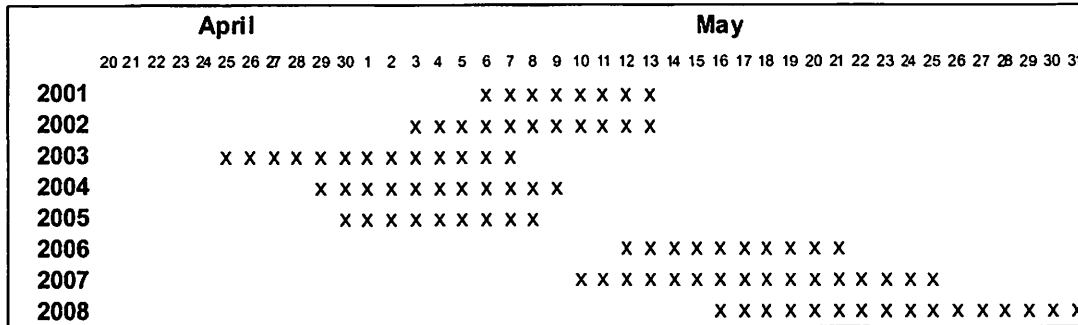 April May
20 21 22 23 24 25 26 27 28 29 30 1 2 3 4 5 6 7 8 9 10 11 12 13 14 15 16 17 18 19 20 21 22 23 24 25 26 27 28 29 30 31
2001 X X X X X X X X
2002 X X X X X X X X X X X
2003 X X X X X X X X X X X X X
2004 X X X X X X X X X X X
2005 X X X X X X X X X
2006 X X X X X X X X X X
2007 X X X X X X X X X X X X X X X X
2008 X X X X X X X X X X X X X X X X